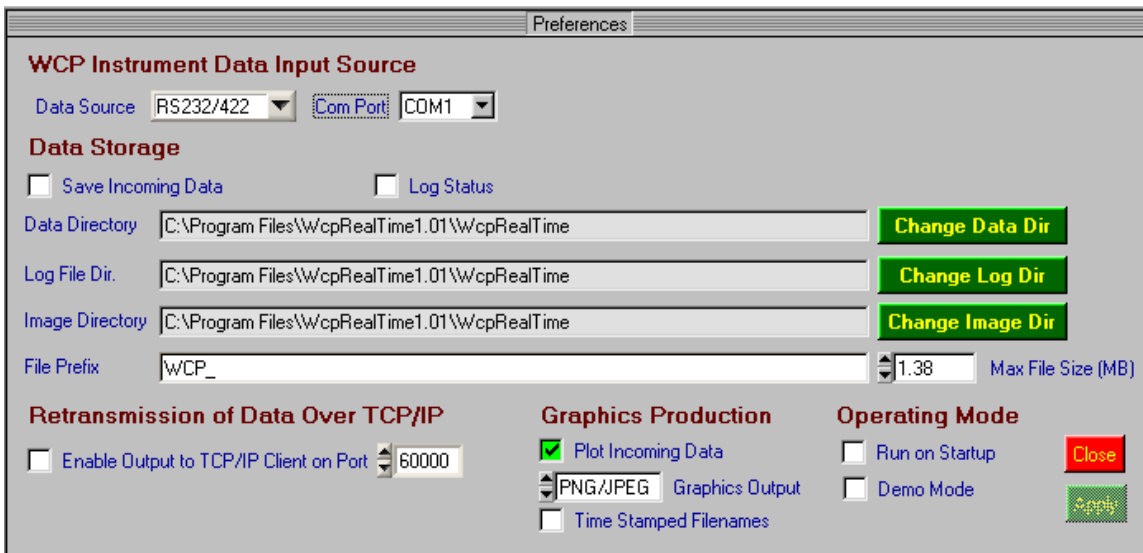 Preferences
WCP Instrument Data Input Source
Data Source RS232/422 Com Port COM1
Data Storage
Save Incoming Data Log Status
Data Directory C:\Program Files\WcpRealTime1.01\WcpRealTime Change Data Dir
Log File Dir. C:\Program Files\WcpRealTime1.01\WcpRealTime Change Log Dir
Image Directory C:\Program Files\WcpRealTime1.01\WcpRealTime Change Image Dir
File Prefix WCP_ 1.38 Max File Size (MB)
Retransmission of Data Over TCP/IP Graphics Production Operating Mode
Enable Output to TCP/IP Client on Port 60000 Plot Incoming Data Run on Startup Close
PNG/JPEG Graphics Output Demo Mode Apply
Time Stamped Filenames